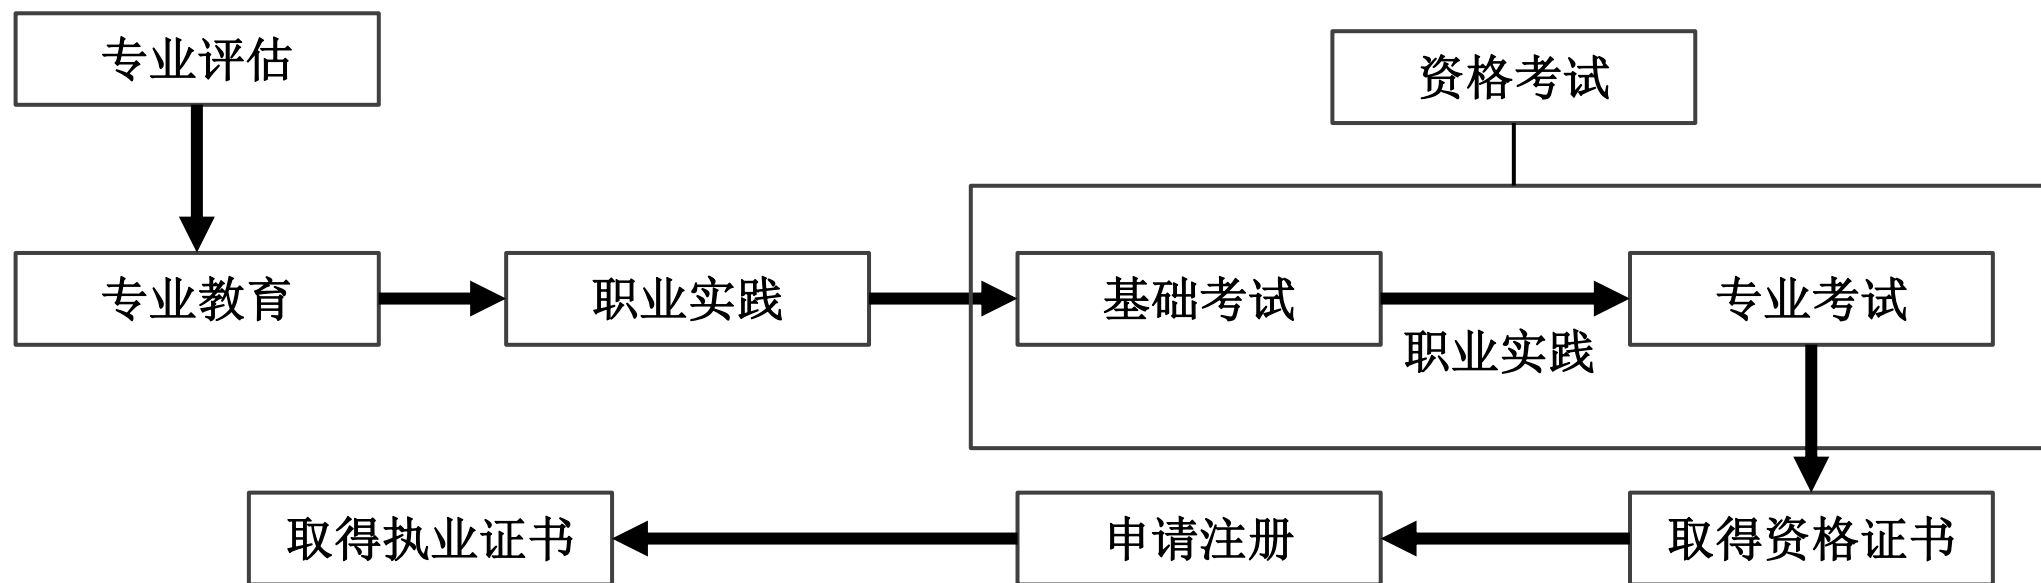 专业评估
资格考试
专业教育
职业实践
基础考试
专业考试
职业实践
取得执业证书
申请注册
取得资格证书